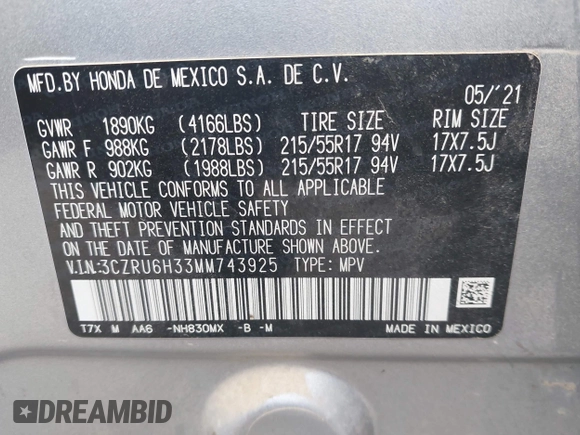 MFD.BY HONDA DE MEXICO S.A. DE C.V.
05/'21
GVWR 1890KG (4166LBS) TIRE SIZE RIM SIZE
GAWR F 988KG (2178LBS) 215/55R17 94V 17X7.5J
GAWR R 902KG (1988LBS) 215/55R17 94V 17X7.5J
THIS VEHICLE CONFORMS TO ALL APPLICABLE
FEDERAL MOTOR VEHICLE SAFETY
AND THEFT PREVENTION STANDARDS IN EFFECT
ON THE DATE OF MANUFACTURE SHOWN ABOVE.
V.I.N:3CZRU6H33MM743925 TYPE: MPV
T7X M AA6 -NH830MX -B -M
MADE IN MEXICO
DREAMBID